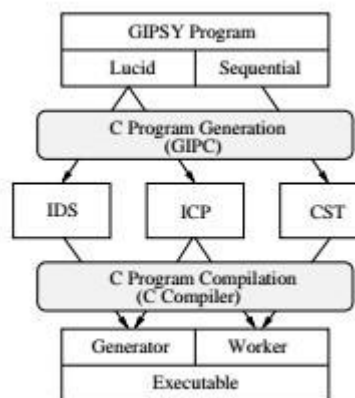 GIPSY Program
Lucid Sequential
C Program Generation
(GIPC)
IDS ICP CST
C Program Compilation
(C Compiler)
Generator Worker
Executable